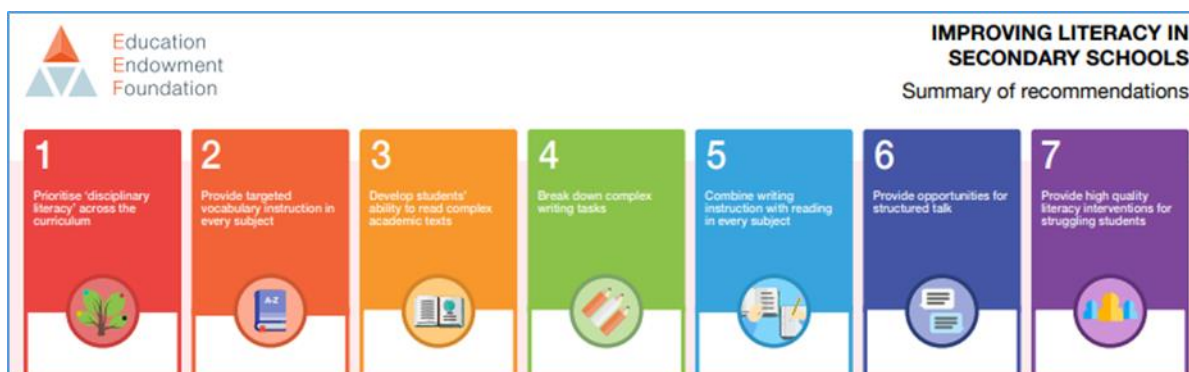 Education
Endowment
Foundation
IMPROVING LITERACY IN
SECONDARY SCHOOLS
Summary of recommendations
1
Prioritise ‘disciplinary
literacy’ across the
curriculum
2
Provide targeted
vocabulary instruction in
every subject
3
Develop students’
ability to read complex
academic texts
4
Break down complex
writing tasks
5
Combine writing
instruction with reading
in every subject
6
Provide opportunities for
structured talk
7
Provide high quality
literacy interventions for
struggling students
A-Z